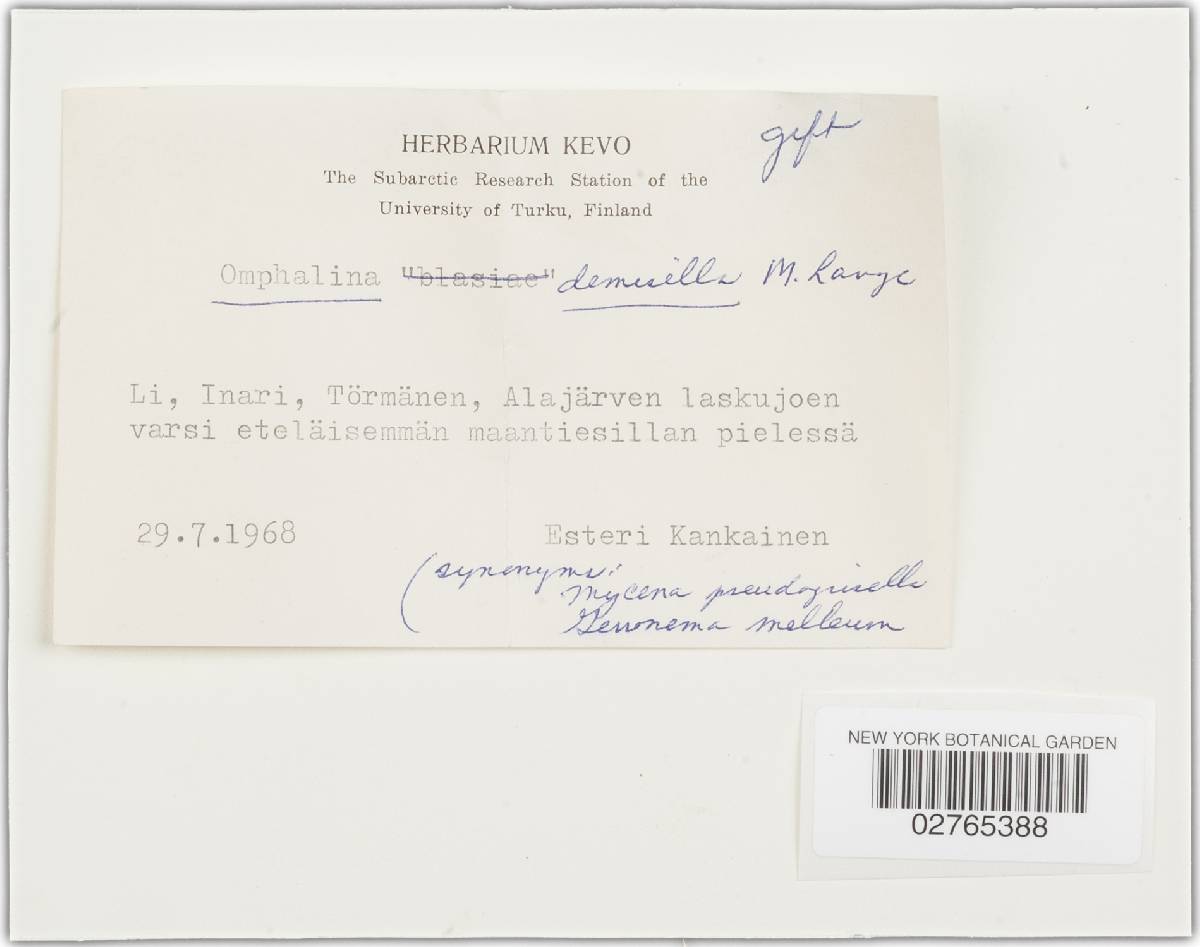 HERBARIUM KEVO
gift
The Subarctic Research Station of the
University of Turku, Finland
Omphalina "blasiae" demisella M. Lange
Li, Inari, Törmänen, Alajärven laskujoen
varsi eteläisemmän maantiesillan pielessä
29.7.1968 Esteri Kankainen
(synonyms:
Mycena pseudogrisella
Gerronema melleum
NEW YORK BOTANICAL GARDEN
02765388